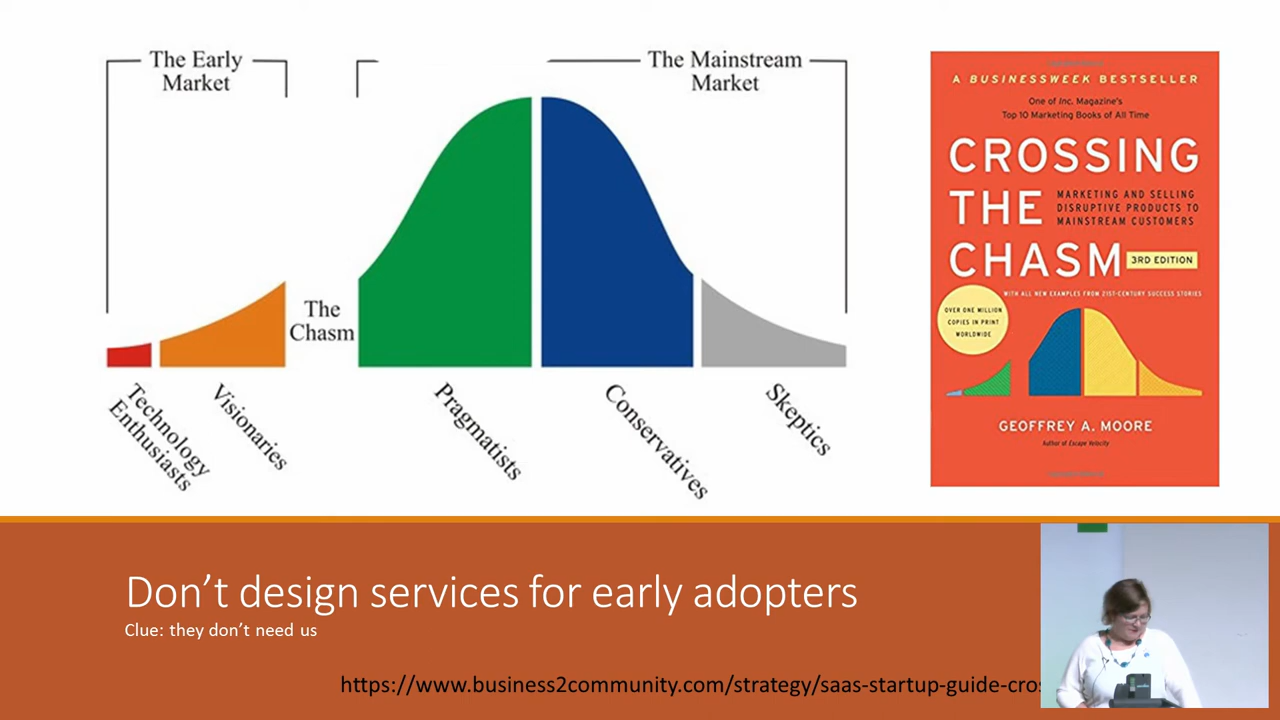 The Early
Market
The Mainstream
Market
The
Chasm
Technology
Enthusiasts
Visionaries
Pragmatists
Conservatives
Skeptics
A BUSINESSWEEK BESTSELLER
One of Inc. Magazine's
Top 10 Marketing Books of All Time
CROSSING
THE
CHASM
MARKETING AND SELLING
DISRUPTIVE PRODUCTS TO
MAINSTREAM CUSTOMERS
3RD EDITION
WITH ALL NEW EXAMPLES FROM 21ST-CENTURY SUCCESS STORIES
OVER ONE MILLION
COPIES IN PRINT
WORLDWIDE
GEOFFREY A. MOORE
Author of Escape Velocity
Don't design services for early adopters
Clue: they don't need us
https://www.business2community.com/strategy/saas-startup-guide-cros